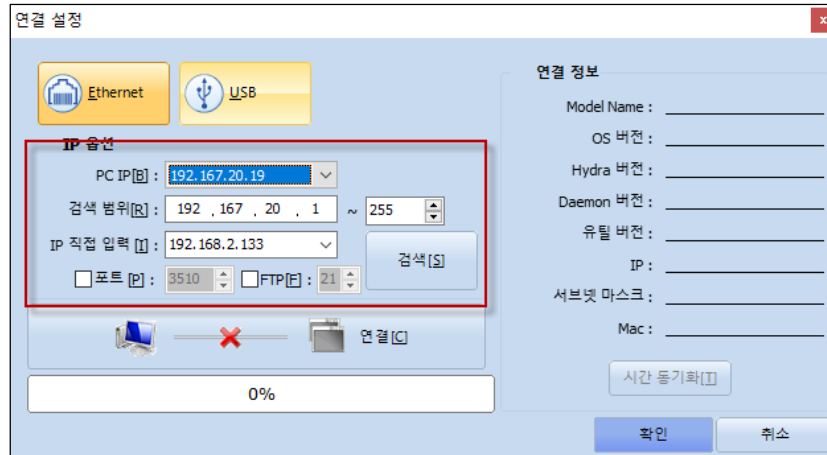 연결 설정
x
Ethernet
USB
IP 옵션
PC IP[B] : 192.167.20.19
검색 범위[R] : 192 . 167 . 20 . 1 ~ 255
IP 직접 입력 [I] : 192.168.2.133
검색[S]
포트 [P] : 3510 FTP[F] : 21
연결[C]
0%
연결 정보
Model Name :
OS 버전 :
Hydra 버전 :
Daemon 버전 :
유틸 버전 :
IP :
서브넷 마스크 :
Mac :
시간 동기화[T]
확인
취소